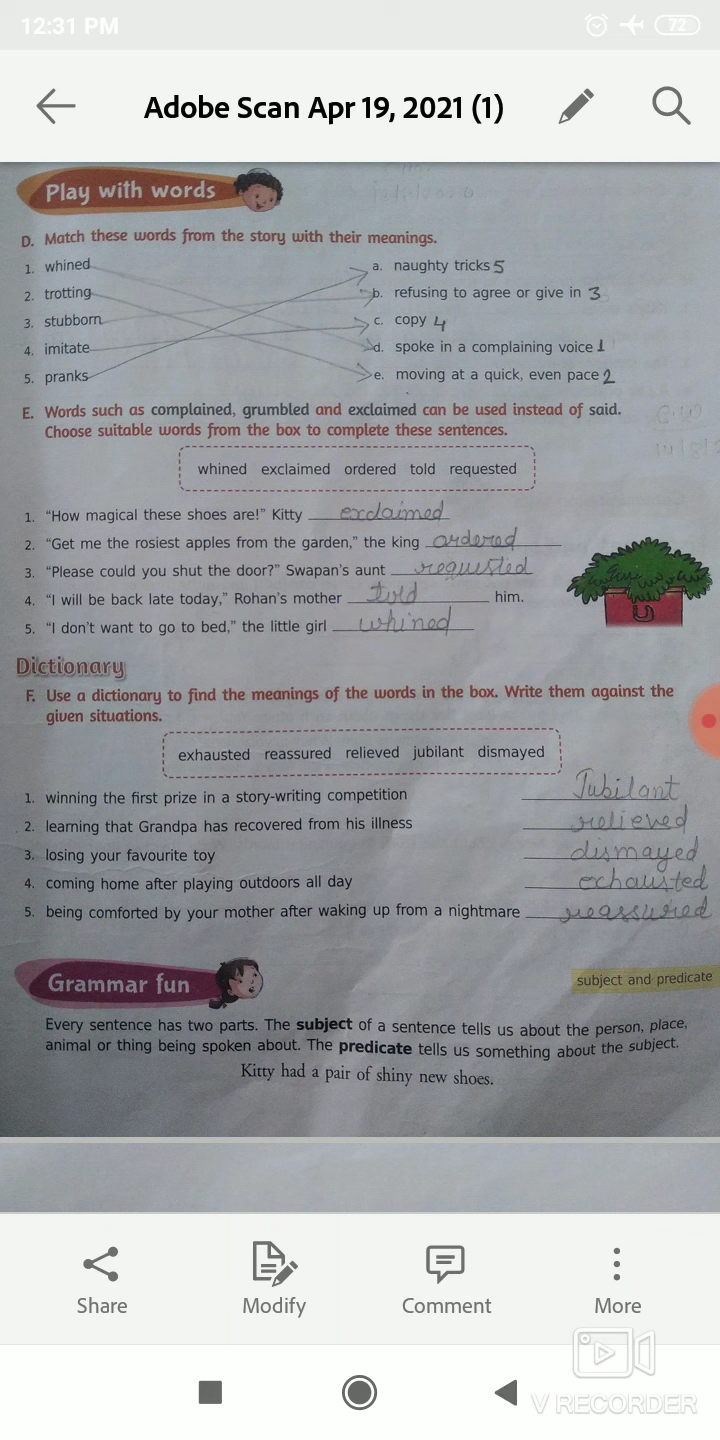 12:31 PM
72
Adobe Scan Apr 19, 2021 (1)
Play with words
D. Match these words from the story with their meanings.
1. whined
a. naughty tricks 5
2. trotting
b. refusing to agree or give in 3
3. stubborn
c. copy 4
4. imitate
d. spoke in a complaining voice 1
5. pranks
e. moving at a quick, even pace 2
E. Words such as complained, grumbled and exclaimed can be used instead of said.
Choose suitable words from the box to complete these sentences.
whined exclaimed ordered told requested
1. "How magical these shoes are!" Kitty exclaimed
2. "Get me the rosiest apples from the garden," the king ordered
3. "Please could you shut the door?" Swapan's aunt requested
4. "I will be back late today," Rohan's mother told him.
5. "I don't want to go to bed," the little girl whined
Dictionary
F. Use a dictionary to find the meanings of the words in the box. Write them against the
given situations.
exhausted reassured relieved jubilant dismayed
1. winning the first prize in a story-writing competition Jubilant
2. learning that Grandpa has recovered from his illness relieved
3. losing your favourite toy dismayed
4. coming home after playing outdoors all day exhausted
5. being comforted by your mother after waking up from a nightmare reassured
Grammar fun
subject and predicate
Every sentence has two parts. The subject of a sentence tells us about the person, place,
animal or thing being spoken about. The predicate tells us something about the subject.
Kitty had a pair of shiny new shoes.
Share
Modify
Comment
More
V RECORDER